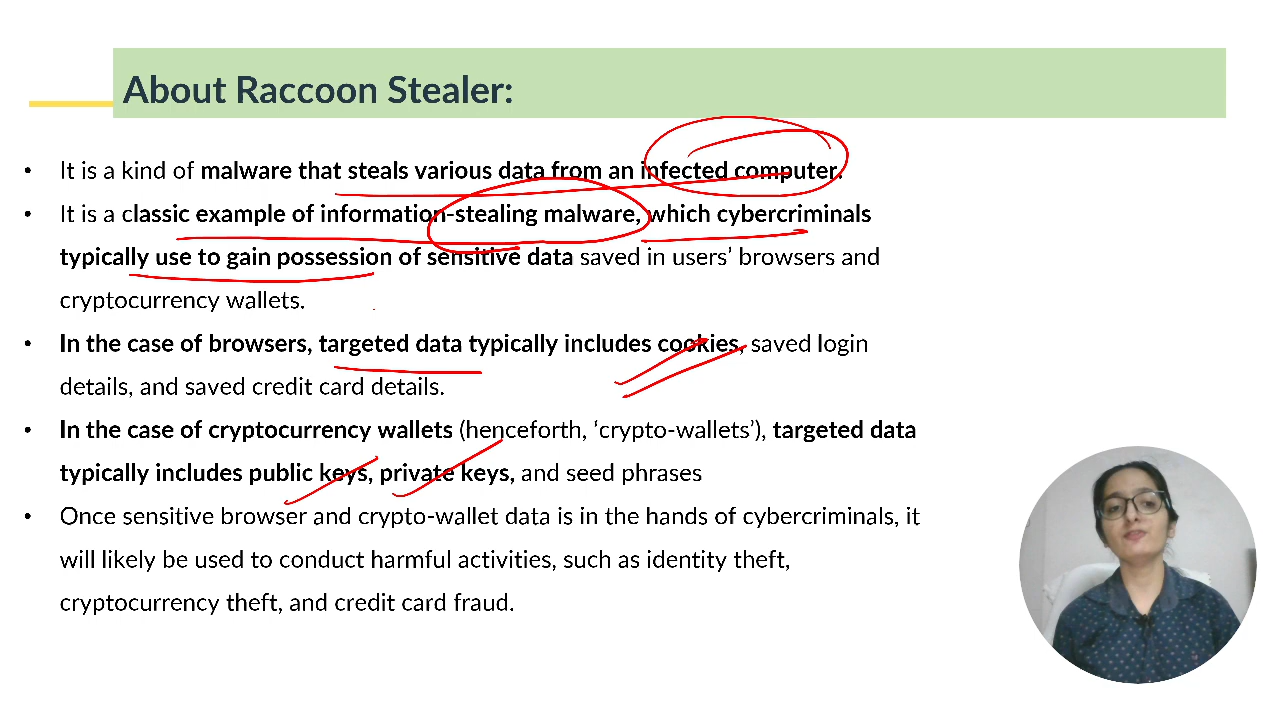 About Raccoon Stealer:
• It is a kind of malware that steals various data from an infected computer.
• It is a classic example of information-stealing malware, which cybercriminals
typically use to gain possession of sensitive data saved in users’ browsers and
cryptocurrency wallets.
• In the case of browsers, targeted data typically includes cookies, saved login
details, and saved credit card details.
• In the case of cryptocurrency wallets (henceforth, ‘crypto-wallets’), targeted data
typically includes public keys, private keys, and seed phrases
• Once sensitive browser and crypto-wallet data is in the hands of cybercriminals, it
will likely be used to conduct harmful activities, such as identity theft,
cryptocurrency theft, and credit card fraud.